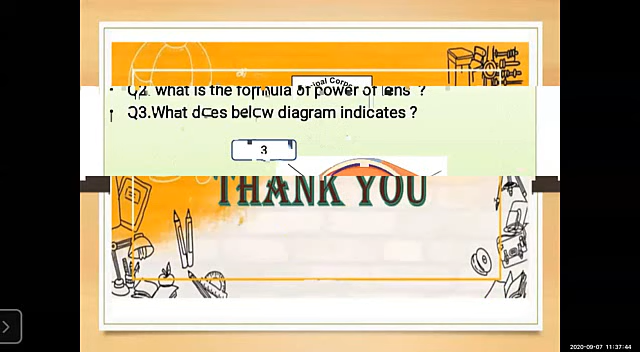 Q2. what is the formula of power of lens ?
Q3.What does below diagram indicates ?
3
THANK YOU
2020-09-07 11:37:44